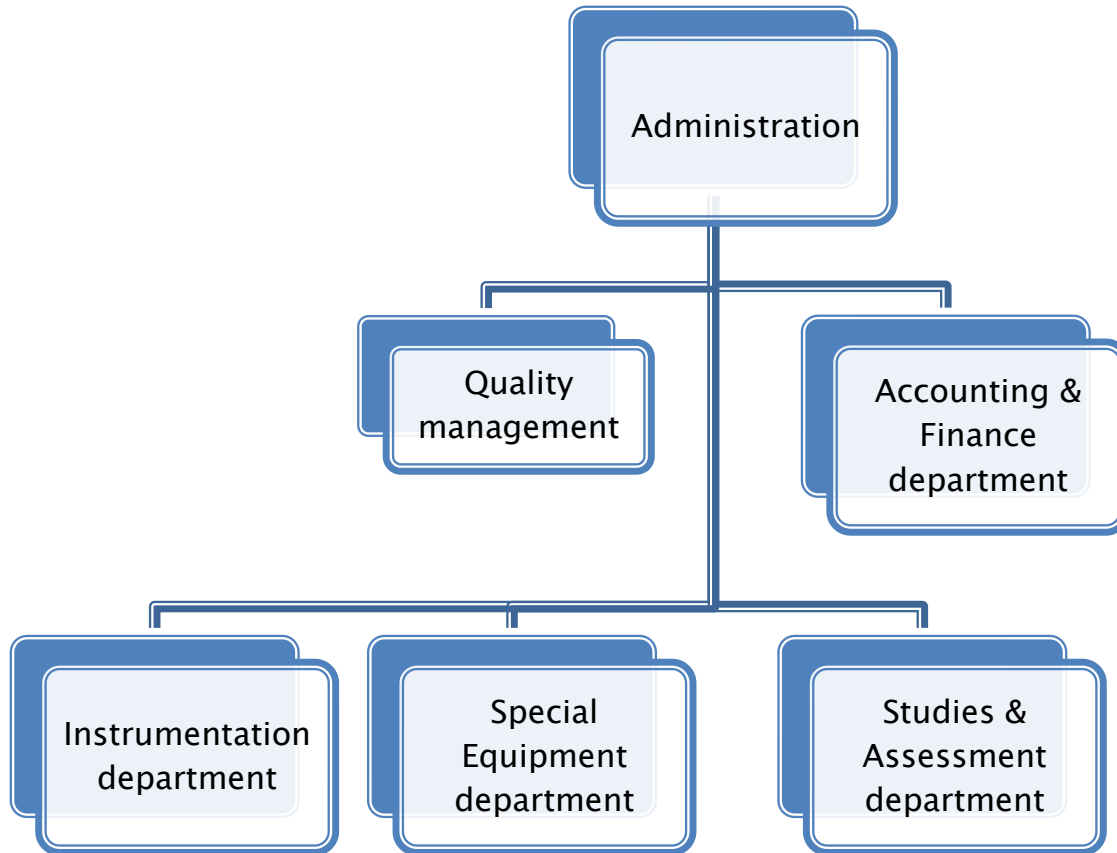 Administration
Quality
management
Accounting &
Finance
department
Instrumentation
department
Special
Equipment
department
Studies &
Assessment
department